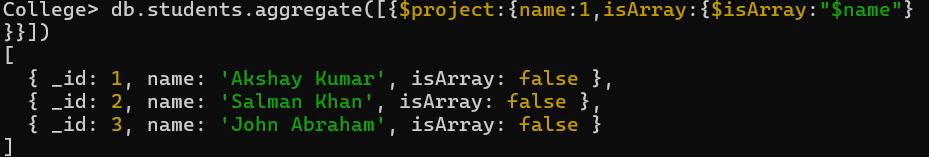 College> db.students.aggregate([{$project:{name:1,isArray:{$isArray:"$name"}
}}])
[
  { _id: 1, name: 'Akshay Kumar', isArray: false },
  { _id: 2, name: 'Salman Khan', isArray: false },
  { _id: 3, name: 'John Abraham', isArray: false }
]